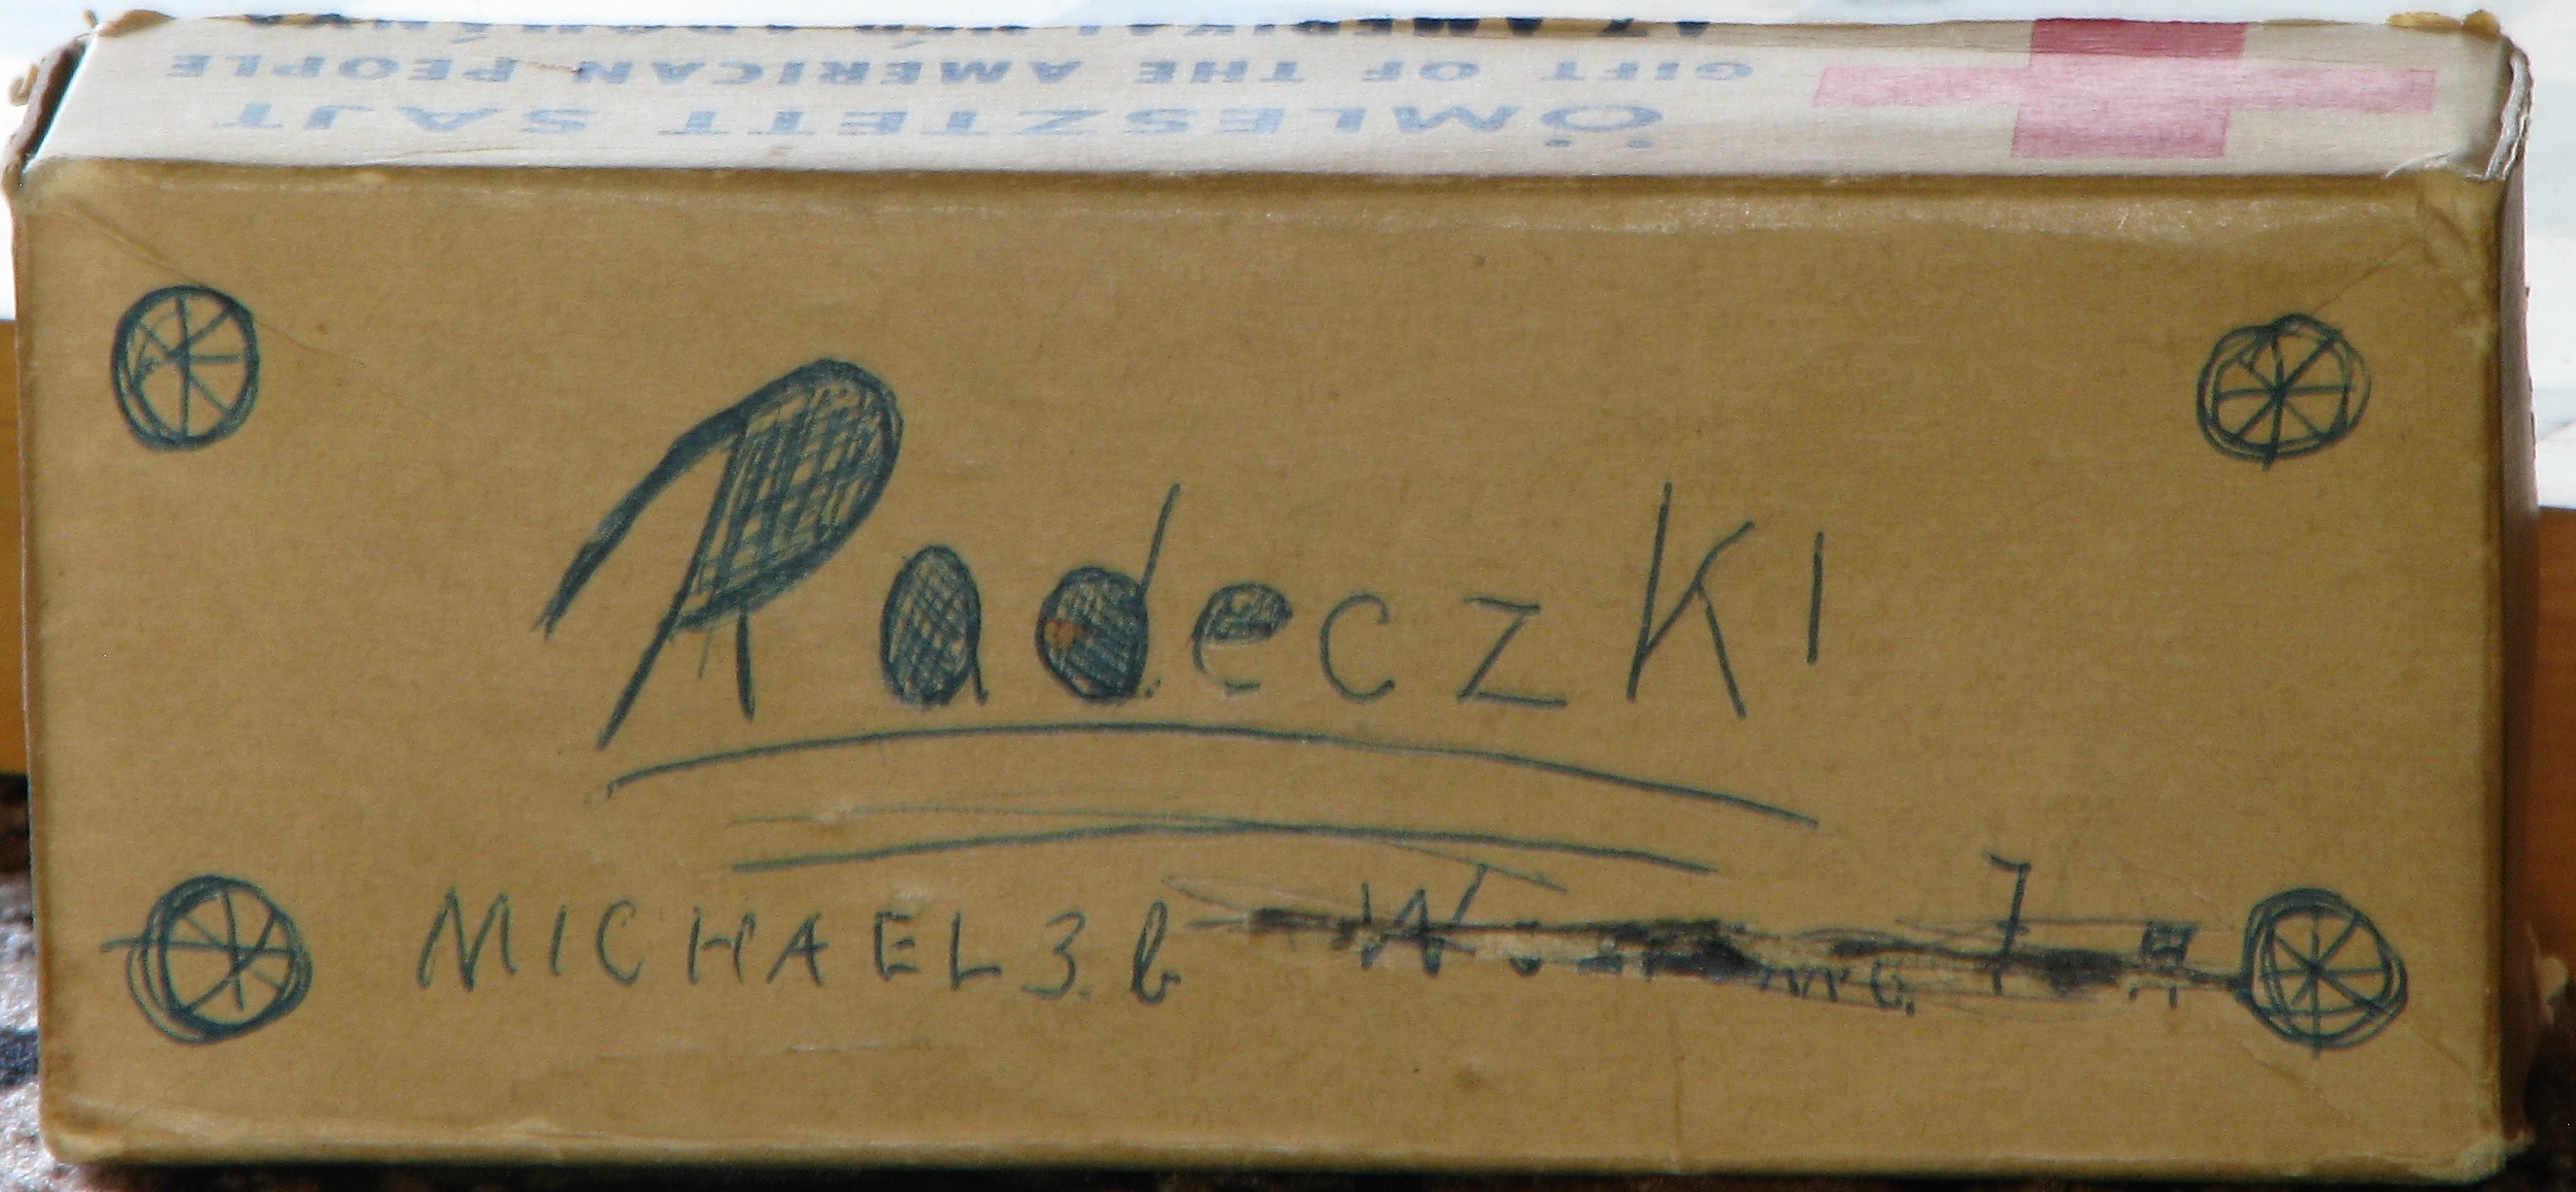 GIFT OF THE AMERICAN PEOPLE
ÖMLESZTETT SAJT
RadeczKI
MICHAEL 3. b